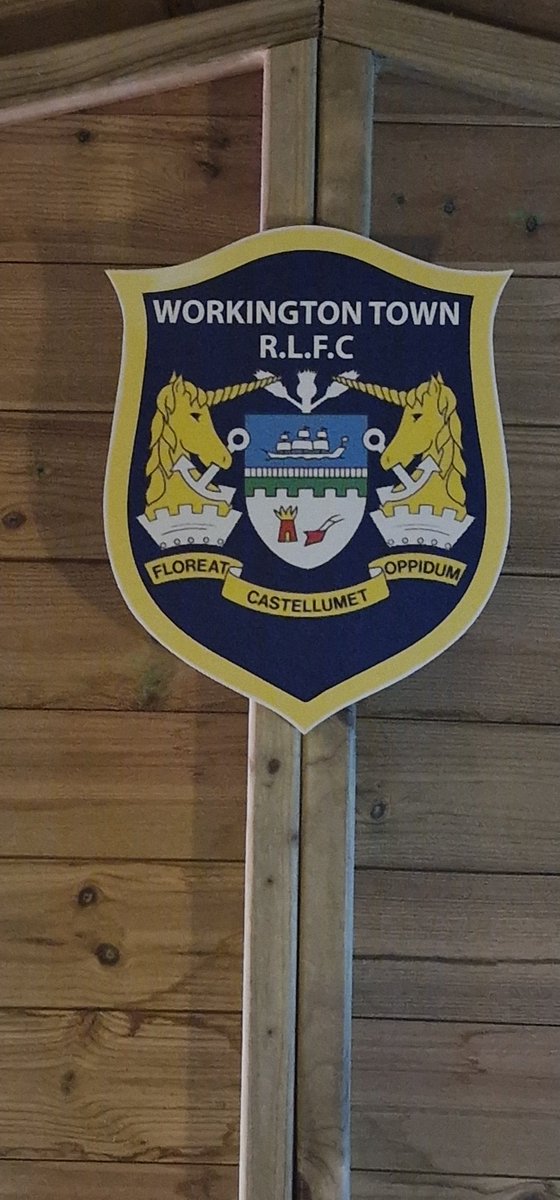 WORKINGTON TOWN
R.L.F.C
FLOREAT CASTELLUMET OPPIDUM